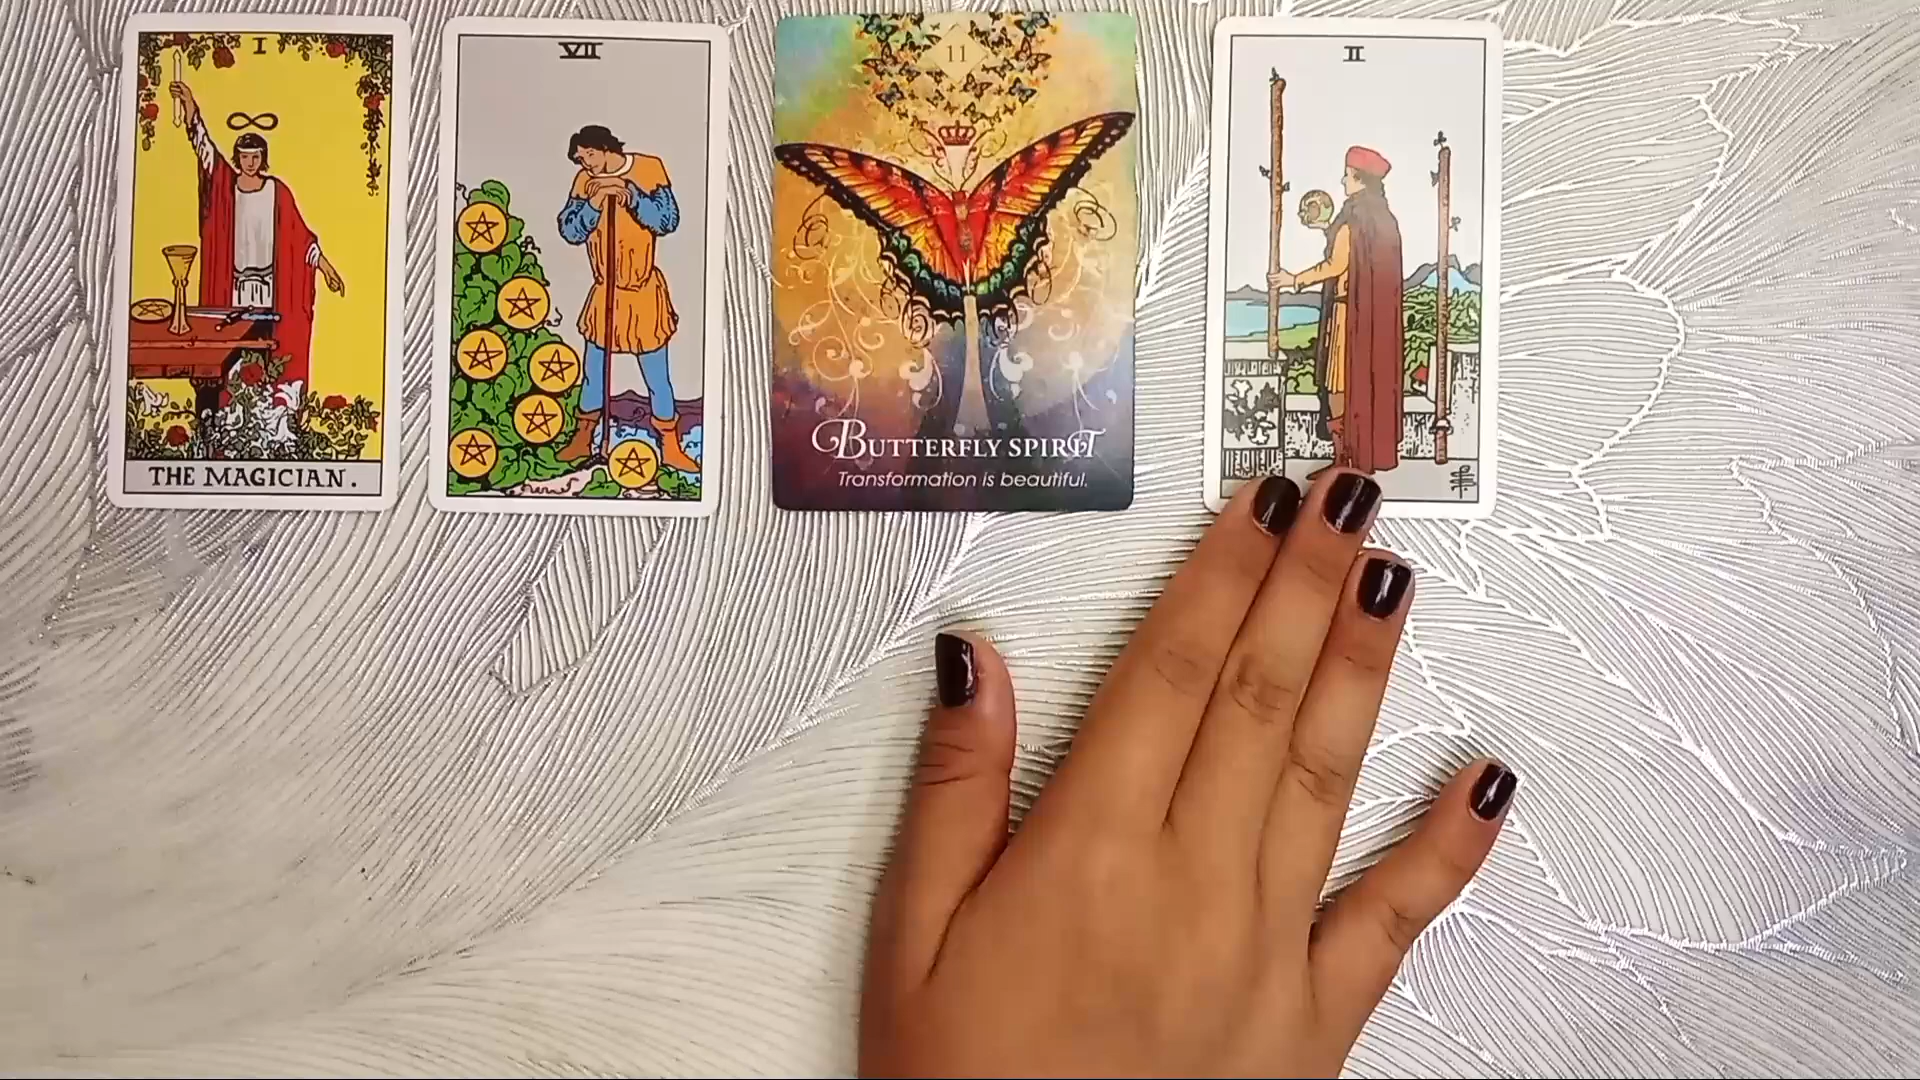 I
THE MAGICIAN.
VII
11
BUTTERFLY SPIRIT
Transformation is beautiful.
II